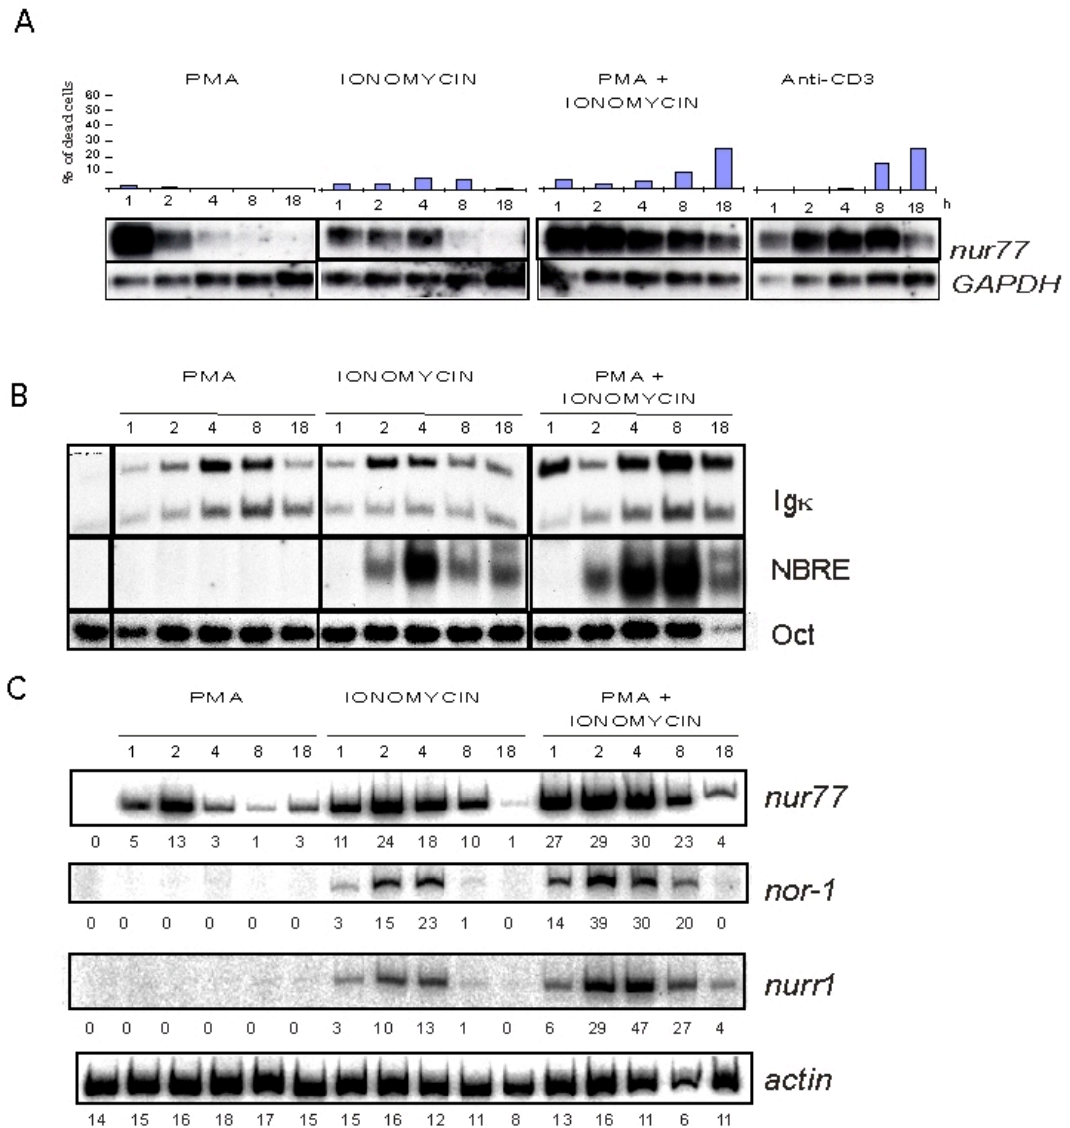 A
PMA IONOMYCIN PMA + Anti-CD3
IONOMYCIN
% of dead cells
60
50
40
30
20
10
1 2 4 8 18 1 2 4 8 18 1 2 4 8 18 1 2 4 8 18 h
nur77
GAPDH
B
PMA IONOMYCIN PMA +
IONOMYCIN
1 2 4 8 18 1 2 4 8 18 1 2 4 8 18
Igκ
NBRE
Oct
C
PMA IONOMYCIN PMA +
IONOMYCIN
1 2 4 8 18 1 2 4 8 18 1 2 4 8 18
nur77
0 5 13 3 1 3 11 24 18 10 1 27 29 30 23 4
nor-1
0 0 0 0 0 0 3 15 23 1 0 14 39 30 20 0
nurr1
0 0 0 0 0 0 3 10 13 1 0 6 29 47 27 4
actin
14 15 16 18 17 15 15 16 12 11 8 13 16 11 6 11